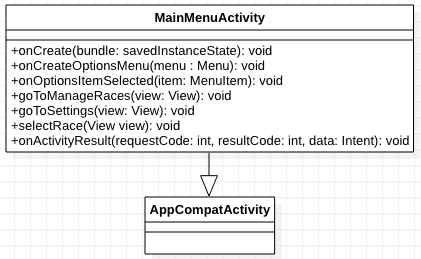 MainMenuActivity
+onCreate(bundle: savedInstanceState): void
+onCreateOptionsMenu(menu : Menu): void
+onOptionsItemSelected(item: MenuItem): void
+goToManageRaces(view: View): void
+goToSettings(view: View): void
+selectRace(View view): void
+onActivityResult(requestCode: int, resultCode: int, data: Intent): void
AppCompatActivity